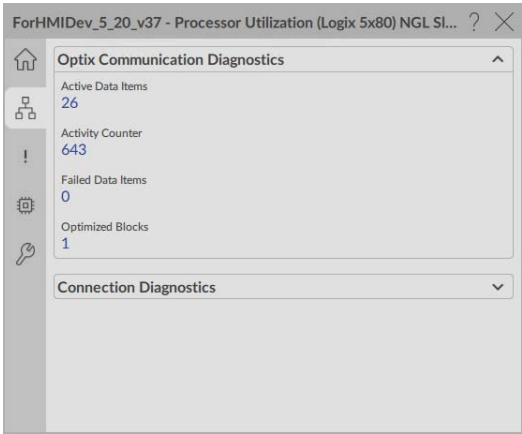 ForHMIDev_5_20_v37 - Processor Utilization (Logix 5x80) NGL Sl... ?
Optix Communication Diagnostics
Active Data Items
26
Activity Counter
643
Failed Data Items
0
Optimized Blocks
1
!
Connection Diagnostics